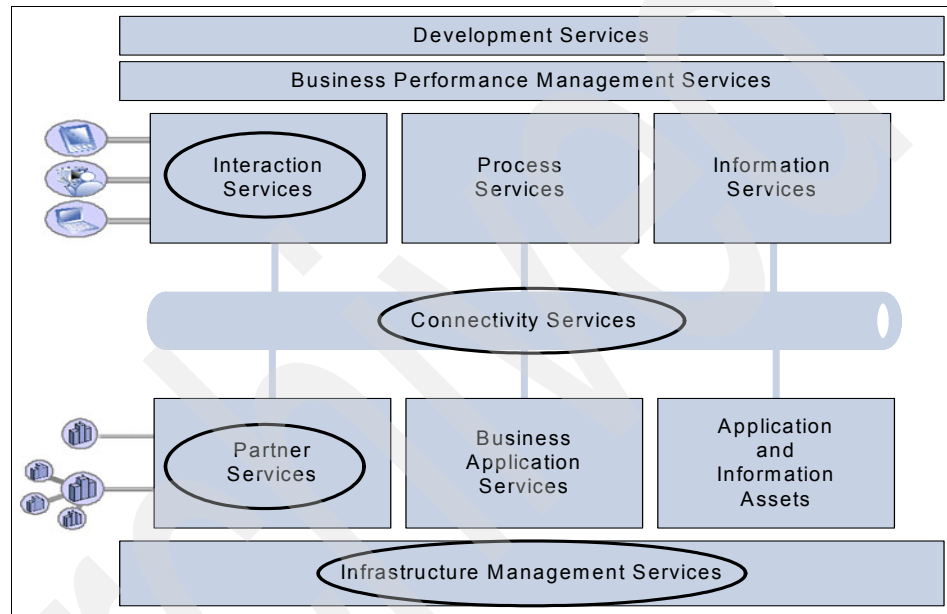 Development Services
Business Performance Management Services
Interaction
Services
Process
Services
Information
Services
Connectivity Services
Partner
Services
Business
Application
Services
Application
and
Information
Assets
Infrastructure Management Services